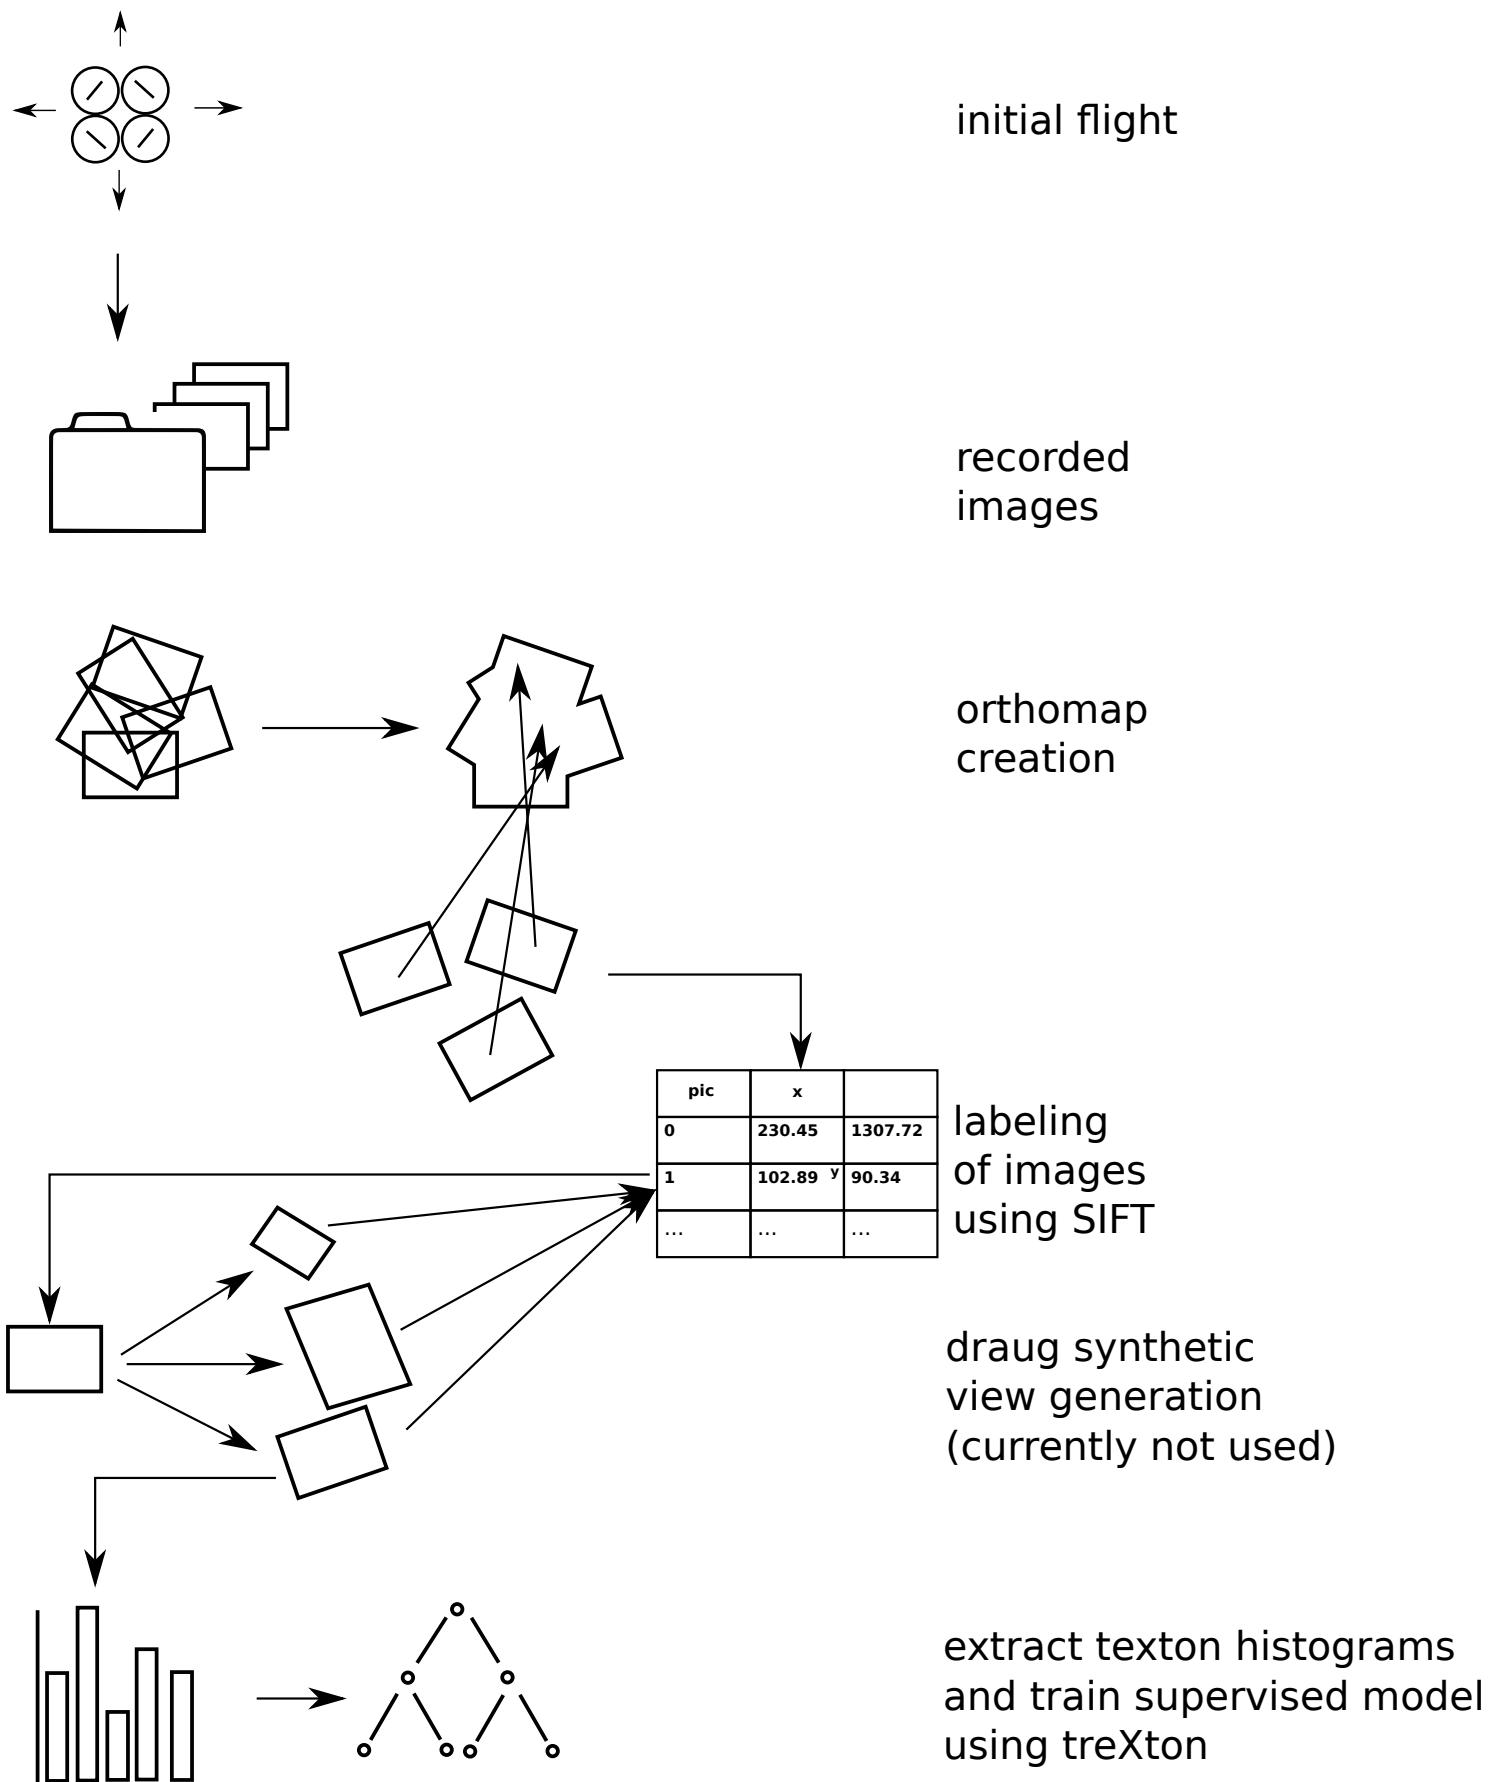 initial flight
recorded
images
orthomap
creation
pic x
0 230.45 1307.72
1 102.89 y 90.34
... ... ...
labeling
of images
using SIFT
draug synthetic
view generation
(currently not used)
extract texton histograms
and train supervised model
using treXton